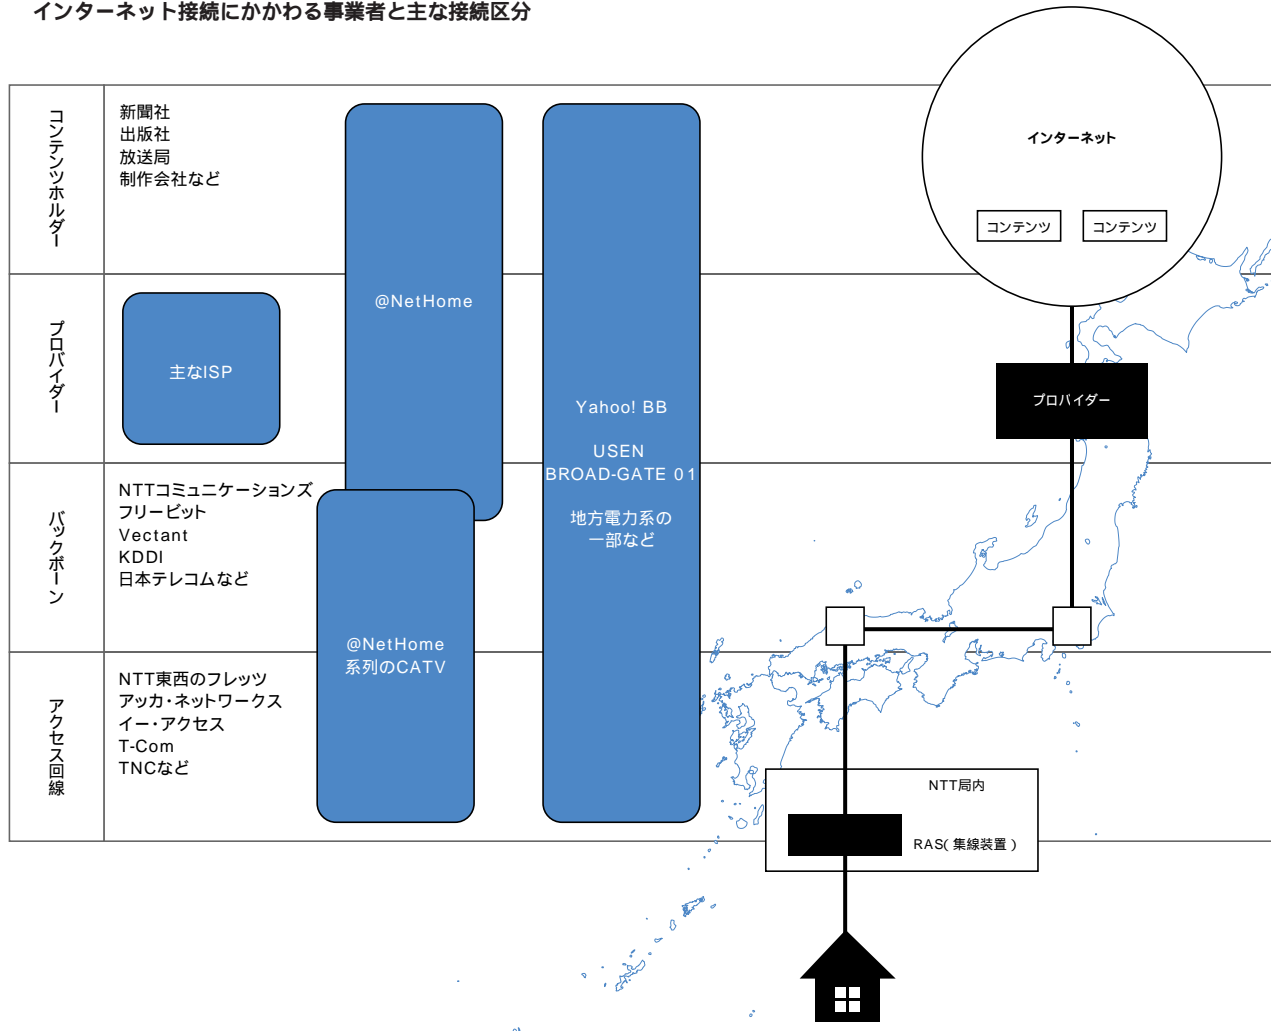 インターネット接続にかかわる事業者と主な接続区分
コンテンツホルダー
新聞社
出版社
放送局
制作会社など
プロバイダー
主なISP
@NetHome
バックボーン
NTTコミュニケーションズ
フリービット
Vectant
KDDI
日本テレコムなど
アクセス回線
NTT東西のフレッツ
アッカ・ネットワークス
イー・アクセス
T-Com
TNCなど
@NetHome
系列のCATV
Yahoo! BB
USEN
BROAD-GATE 01
地方電力系の
一部など
インターネット
コンテンツ
コンテンツ
プロバイダー
NTT局内
RAS(集線装置)